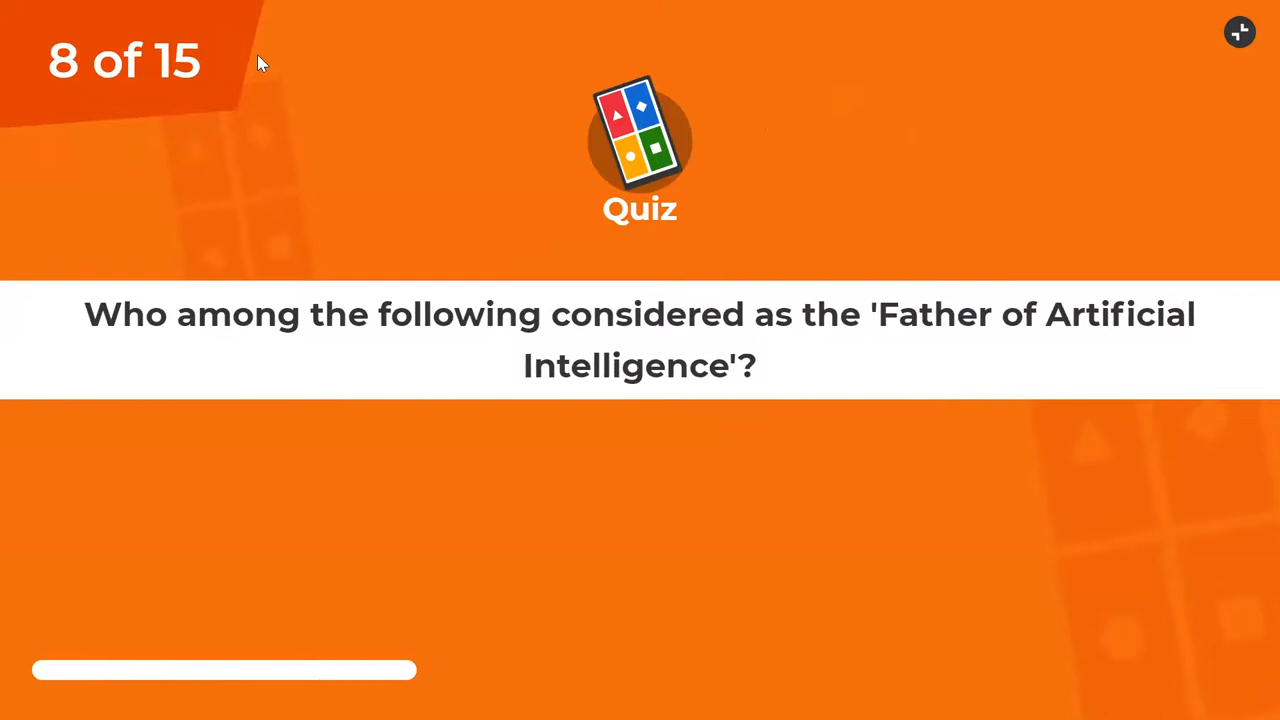 8 of 15
Quiz
Who among the following considered as the 'Father of Artificial
Intelligence'?